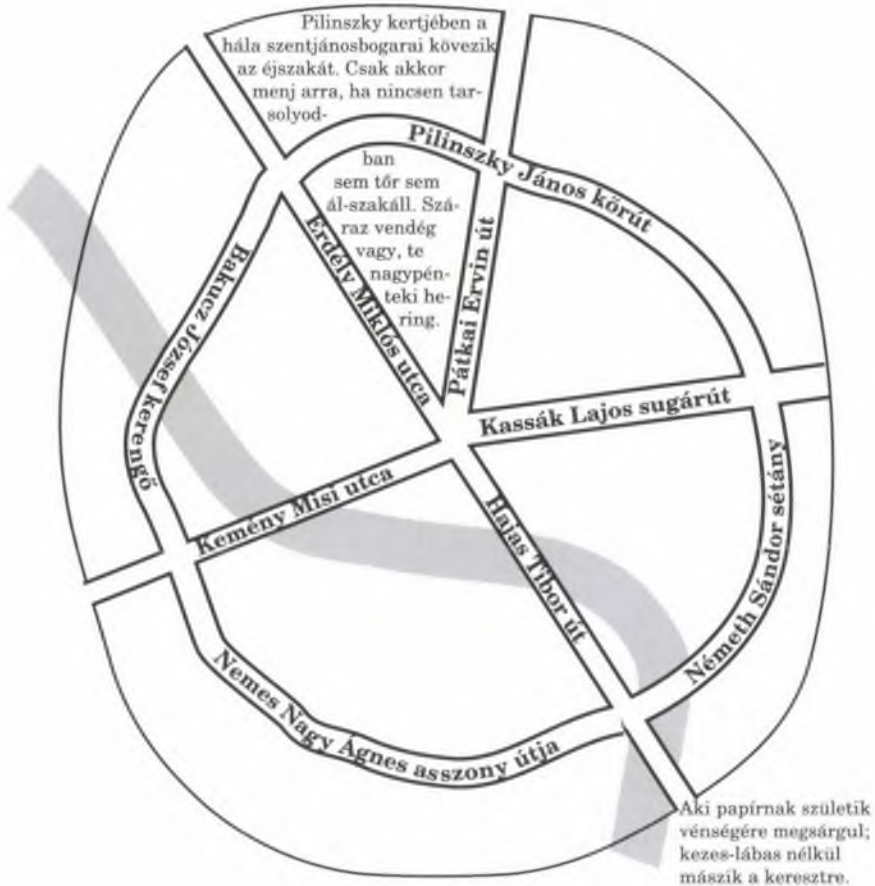 Pilinszky kertjében a
hála szentjánosbogarai kövezik
az éjszakát. Csak akkor
menj arra, ha nincsen tar-
solyod-
Pilinszky János körút
ban
sem tőr sem
ál-szakáll. Szá-
raz vendég
vagy, te
nagypén-
teki he-
ring.
Erdély Miklós utca
Pátkai Ervin út
Bakucz József kerengő
Kassák Lajos sugárút
Kemény Misi utca
Hajas Tibor út
Németh Sándor sétány
Nemes Nagy Ágnes asszony útja
Aki papírnak születik
vénségére megsárgul;
kezes-lábas nélkül
mászik a keresztre.